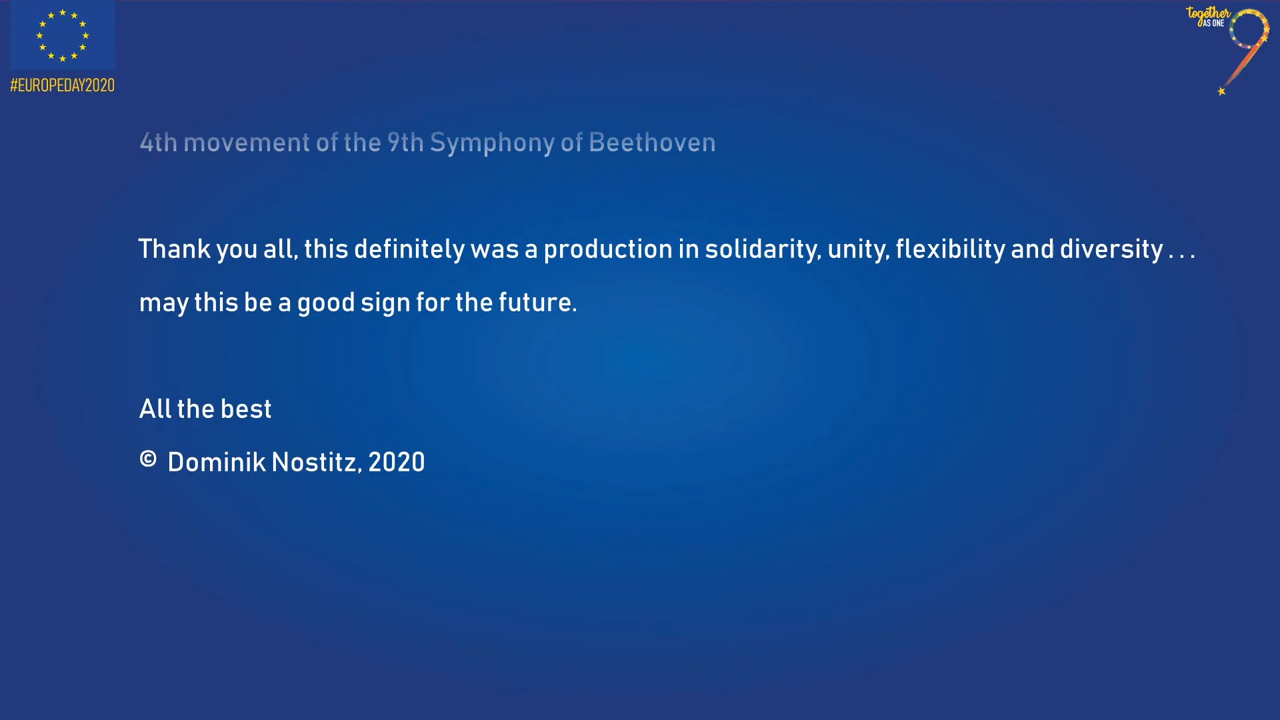 #EUROPEDAY2020
together
AS ONE
9
4th movement of the 9th Symphony of Beethoven
Thank you all, this definitely was a production in solidarity, unity, flexibility and diversity . . .
may this be a good sign for the future.
All the best
© Dominik Nostitz, 2020